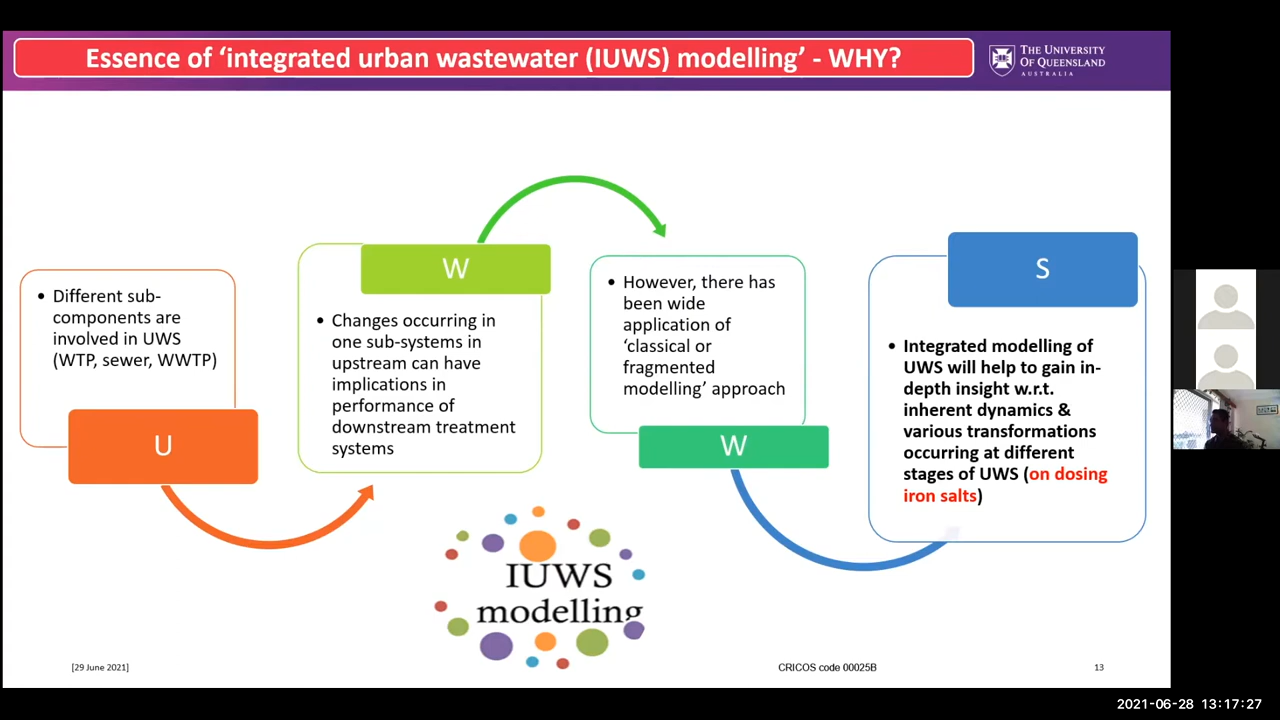 Essence of ‘integrated urban wastewater (IUWS) modelling’ - WHY?
THE UNIVERSITY
OF QUEENSLAND
AUSTRALIA
• Different sub-
components are
involved in UWS
(WTP, sewer, WWTP)
U
W
• Changes occurring in
one sub-systems in
upstream can have
implications in
performance of
downstream treatment
systems
• However, there has
been wide
application of
‘classical or
fragmented
modelling’ approach
W
S
• Integrated modelling of
UWS will help to gain in-
depth insight w.r.t.
inherent dynamics &
various transformations
occurring at different
stages of UWS (on dosing
iron salts)
IUWS
modelling
[29 June 2021]
CRICOS code 00025B
13
2021-06-28 13:17:27